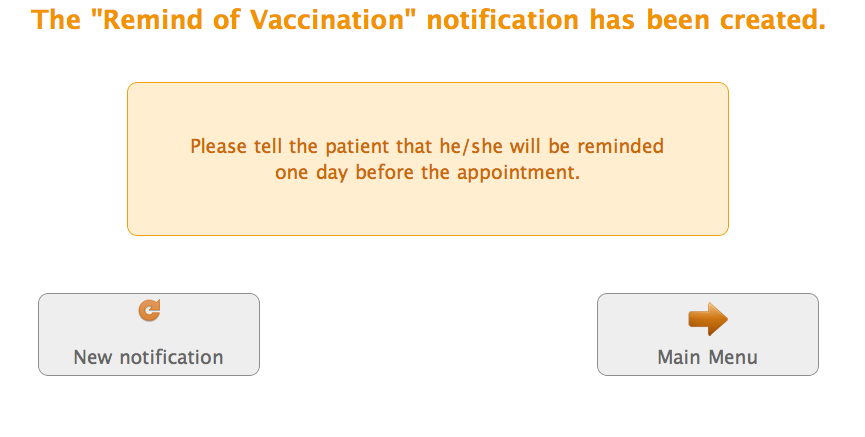 The "Remind of Vaccination" notification has been created.
Please tell the patient that he/she will be reminded
one day before the appointment.
New notification
Main Menu